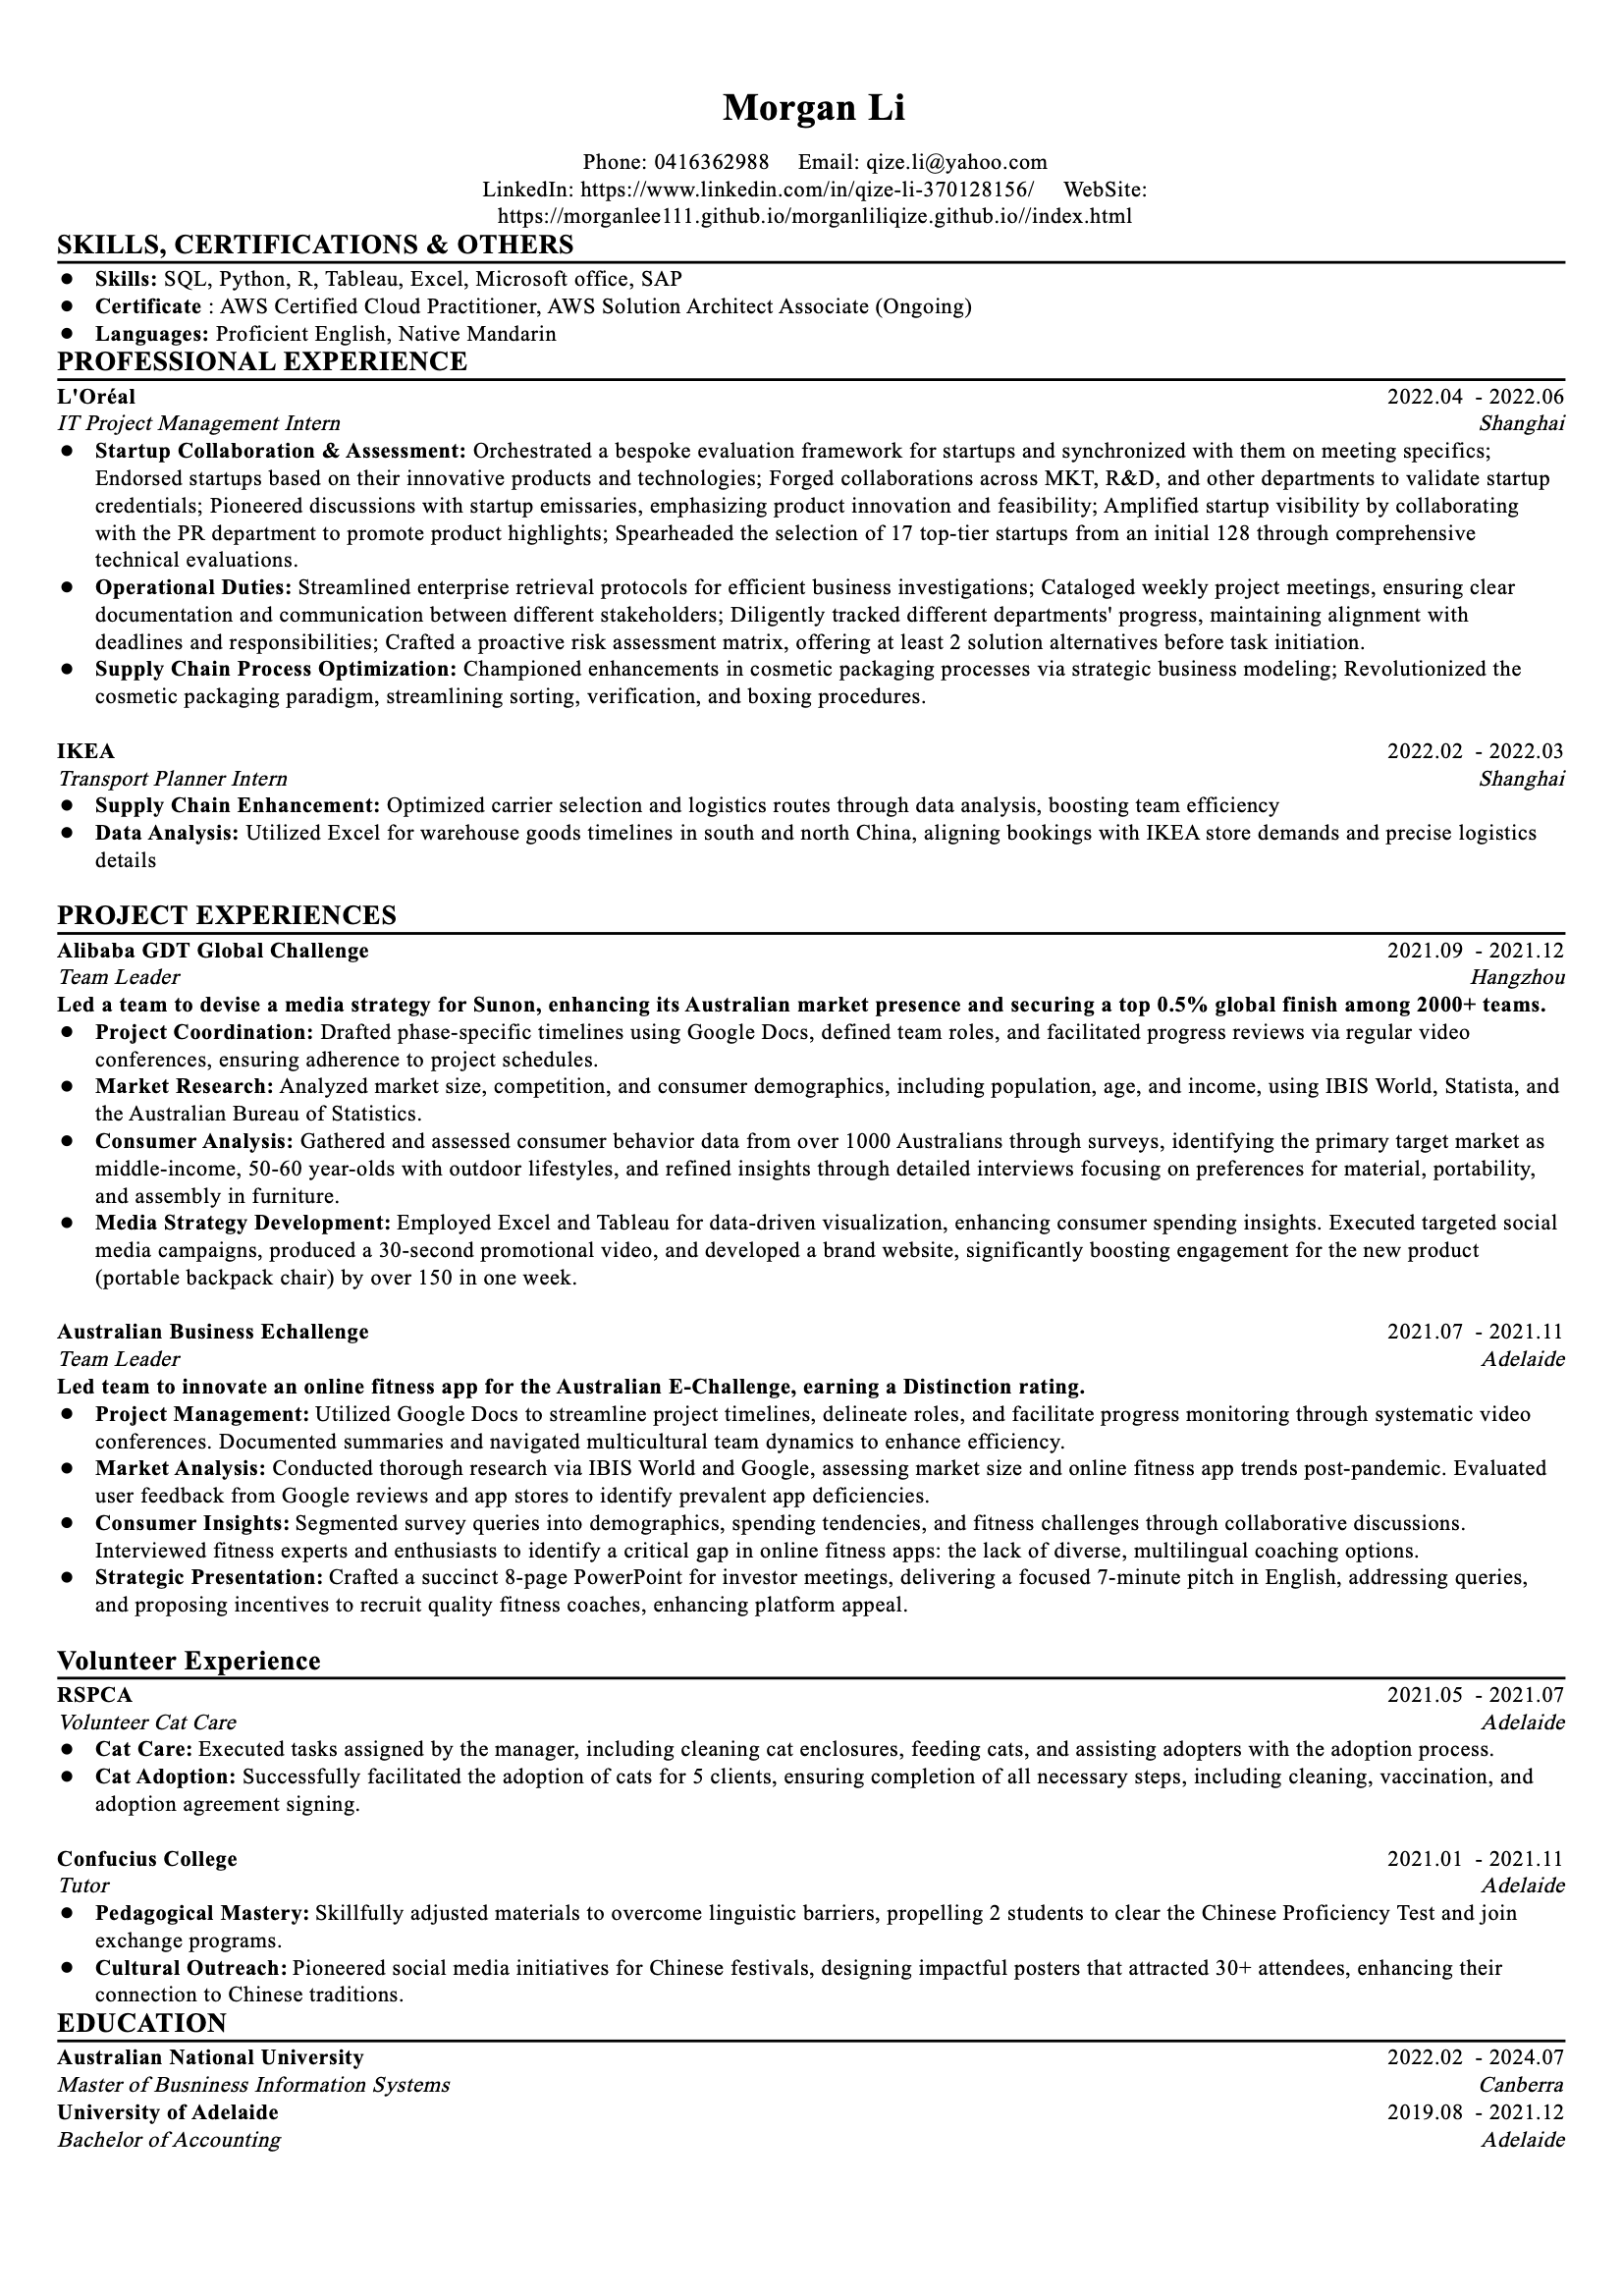 Morgan Li
Phone: 0416362988 Email: qize.li@yahoo.com
LinkedIn: https://www.linkedin.com/in/qize-li-370128156/ WebSite:
https://morganlee111.github.io/morganliliqize.github.io//index.html
SKILLS, CERTIFICATIONS & OTHERS
● Skills: SQL, Python, R, Tableau, Excel, Microsoft office, SAP
● Certificate : AWS Certified Cloud Practitioner, AWS Solution Architect Associate (Ongoing)
● Languages: Proficient English, Native Mandarin
PROFESSIONAL EXPERIENCE
L'Oréal 2022.04 - 2022.06
IT Project Management Intern Shanghai
● Startup Collaboration & Assessment: Orchestrated a bespoke evaluation framework for startups and synchronized with them on meeting specifics;
Endorsed startups based on their innovative products and technologies; Forged collaborations across MKT, R&D, and other departments to validate startup
credentials; Pioneered discussions with startup emissaries, emphasizing product innovation and feasibility; Amplified startup visibility by collaborating
with the PR department to promote product highlights; Spearheaded the selection of 17 top-tier startups from an initial 128 through comprehensive
technical evaluations.
● Operational Duties: Streamlined enterprise retrieval protocols for efficient business investigations; Cataloged weekly project meetings, ensuring clear
documentation and communication between different stakeholders; Diligently tracked different departments' progress, maintaining alignment with
deadlines and responsibilities; Crafted a proactive risk assessment matrix, offering at least 2 solution alternatives before task initiation.
● Supply Chain Process Optimization: Championed enhancements in cosmetic packaging processes via strategic business modeling; Revolutionized the
cosmetic packaging paradigm, streamlining sorting, verification, and boxing procedures.
IKEA 2022.02 - 2022.03
Transport Planner Intern Shanghai
● Supply Chain Enhancement: Optimized carrier selection and logistics routes through data analysis, boosting team efficiency
● Data Analysis: Utilized Excel for warehouse goods timelines in south and north China, aligning bookings with IKEA store demands and precise logistics
details
PROJECT EXPERIENCES
Alibaba GDT Global Challenge 2021.09 - 2021.12
Team Leader Hangzhou
Led a team to devise a media strategy for Sunon, enhancing its Australian market presence and securing a top 0.5% global finish among 2000+ teams.
● Project Coordination: Drafted phase-specific timelines using Google Docs, defined team roles, and facilitated progress reviews via regular video
conferences, ensuring adherence to project schedules.
● Market Research: Analyzed market size, competition, and consumer demographics, including population, age, and income, using IBIS World, Statista, and
the Australian Bureau of Statistics.
● Consumer Analysis: Gathered and assessed consumer behavior data from over 1000 Australians through surveys, identifying the primary target market as
middle-income, 50-60 year-olds with outdoor lifestyles, and refined insights through detailed interviews focusing on preferences for material, portability,
and assembly in furniture.
● Media Strategy Development: Employed Excel and Tableau for data-driven visualization, enhancing consumer spending insights. Executed targeted social
media campaigns, produced a 30-second promotional video, and developed a brand website, significantly boosting engagement for the new product
(portable backpack chair) by over 150 in one week.
Australian Business Echallenge 2021.07 - 2021.11
Team Leader Adelaide
Led team to innovate an online fitness app for the Australian E-Challenge, earning a Distinction rating.
● Project Management: Utilized Google Docs to streamline project timelines, delineate roles, and facilitate progress monitoring through systematic video
conferences. Documented summaries and navigated multicultural team dynamics to enhance efficiency.
● Market Analysis: Conducted thorough research via IBIS World and Google, assessing market size and online fitness app trends post-pandemic. Evaluated
user feedback from Google reviews and app stores to identify prevalent app deficiencies.
● Consumer Insights: Segmented survey queries into demographics, spending tendencies, and fitness challenges through collaborative discussions.
Interviewed fitness experts and enthusiasts to identify a critical gap in online fitness apps: the lack of diverse, multilingual coaching options.
● Strategic Presentation: Crafted a succinct 8-page PowerPoint for investor meetings, delivering a focused 7-minute pitch in English, addressing queries,
and proposing incentives to recruit quality fitness coaches, enhancing platform appeal.
Volunteer Experience
RSPCA 2021.05 - 2021.07
Volunteer Cat Care Adelaide
● Cat Care: Executed tasks assigned by the manager, including cleaning cat enclosures, feeding cats, and assisting adopters with the adoption process.
● Cat Adoption: Successfully facilitated the adoption of cats for 5 clients, ensuring completion of all necessary steps, including cleaning, vaccination, and
adoption agreement signing.
Confucius College 2021.01 - 2021.11
Tutor Adelaide
● Pedagogical Mastery: Skillfully adjusted materials to overcome linguistic barriers, propelling 2 students to clear the Chinese Proficiency Test and join
exchange programs.
● Cultural Outreach: Pioneered social media initiatives for Chinese festivals, designing impactful posters that attracted 30+ attendees, enhancing their
connection to Chinese traditions.
EDUCATION
Australian National University 2022.02 - 2024.07
Master of Busniness Information Systems Canberra
University of Adelaide 2019.08 - 2021.12
Bachelor of Accounting Adelaide